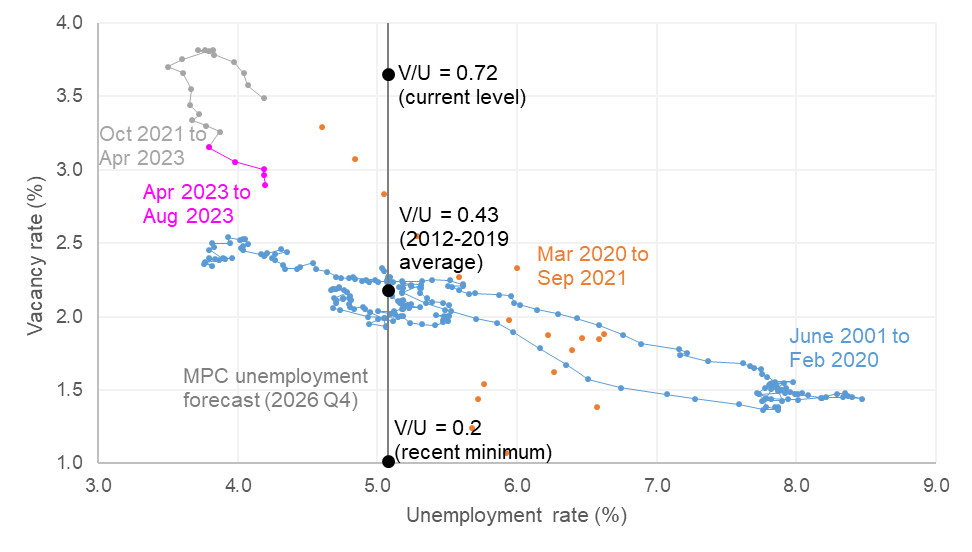 4.0
V/U = 0.72
(current level)
3.5
Oct 2021 to
Apr 2023
3.0
Apr 2023 to
Aug 2023
V/U = 0.43
(2012-2019
average)
2.5
Mar 2020 to
Sep 2021
Vacancy rate (%)
2.0
June 2001 to
Feb 2020
MPC unemployment
forecast (2026 Q4)
1.5
V/U = 0.2
(recent minimum)
1.0
3.0 4.0 5.0 6.0 7.0 8.0 9.0
Unemployment rate (%)